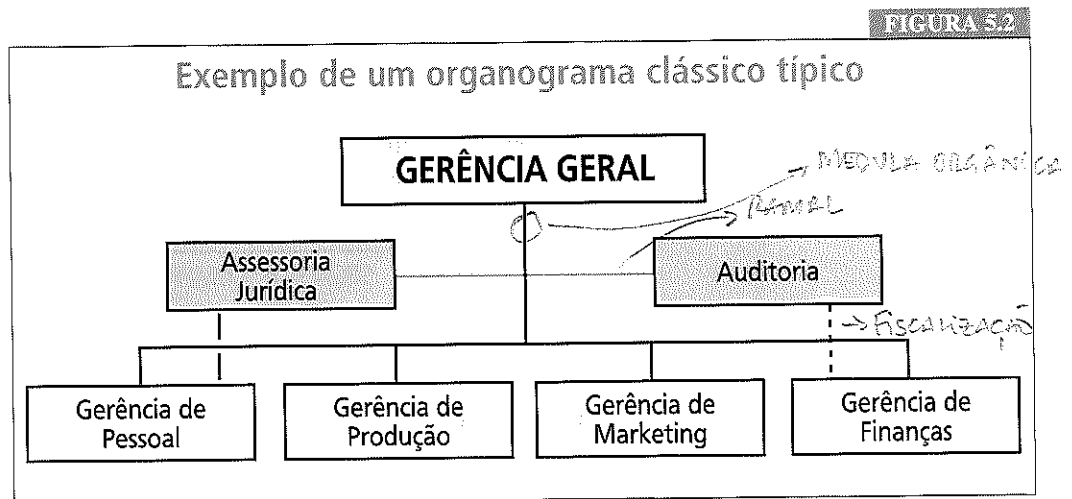 FIGURA 5.2
Exemplo de um organograma clássico típico
GERÊNCIA GERAL
MEDULA ORGÂNICA
RAMAL
Assessoria
Jurídica
Auditoria
→ FISCALIZAÇÃO
Gerência de
Pessoal
Gerência de
Produção
Gerência de
Marketing
Gerência de
Finanças